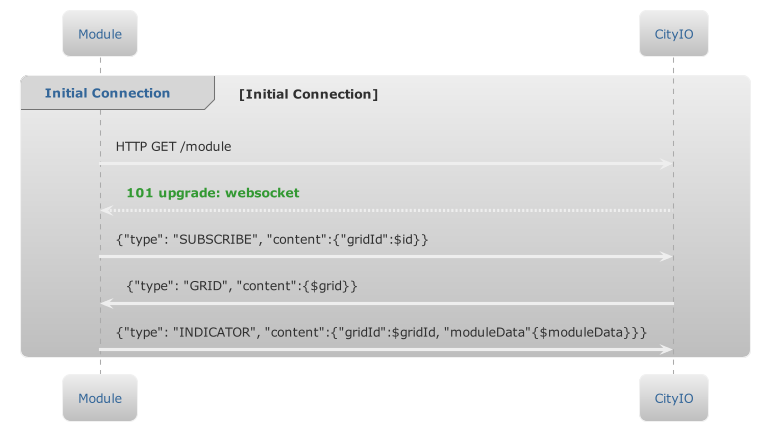 Module
CityIO
Initial Connection
[Initial Connection]
HTTP GET /module
101 upgrade: websocket
{"type": "SUBSCRIBE", "content":{"gridId":$id}}
{"type": "GRID", "content":{$grid}}
{"type": "INDICATOR", "content":{"gridId":$gridId, "moduleData"{$moduleData}}}
Module
CityIO